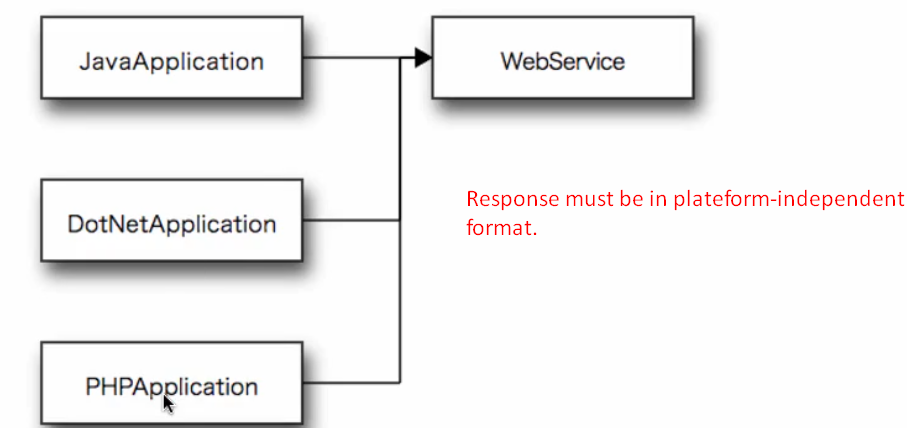 JavaApplication
WebService
DotNetApplication
Response must be in plateform-independent
format.
PHPApplication